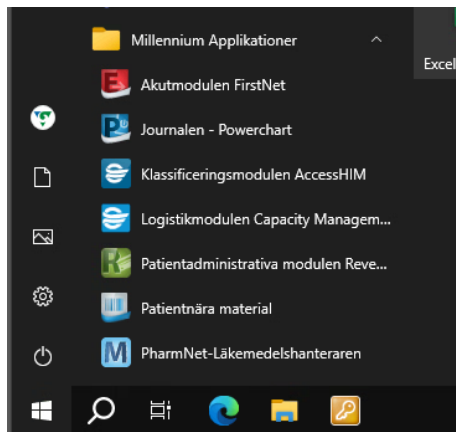 Millennium Applikationer
Excel
Akutmodulen FirstNet
Journalen - Powerchart
Klassificeringsmodulen AccessHIM
Logistikmodulen Capacity Managem...
Patientadministrativa modulen Reve...
Patientnära material
PharmNet-Läkemedelshanteraren